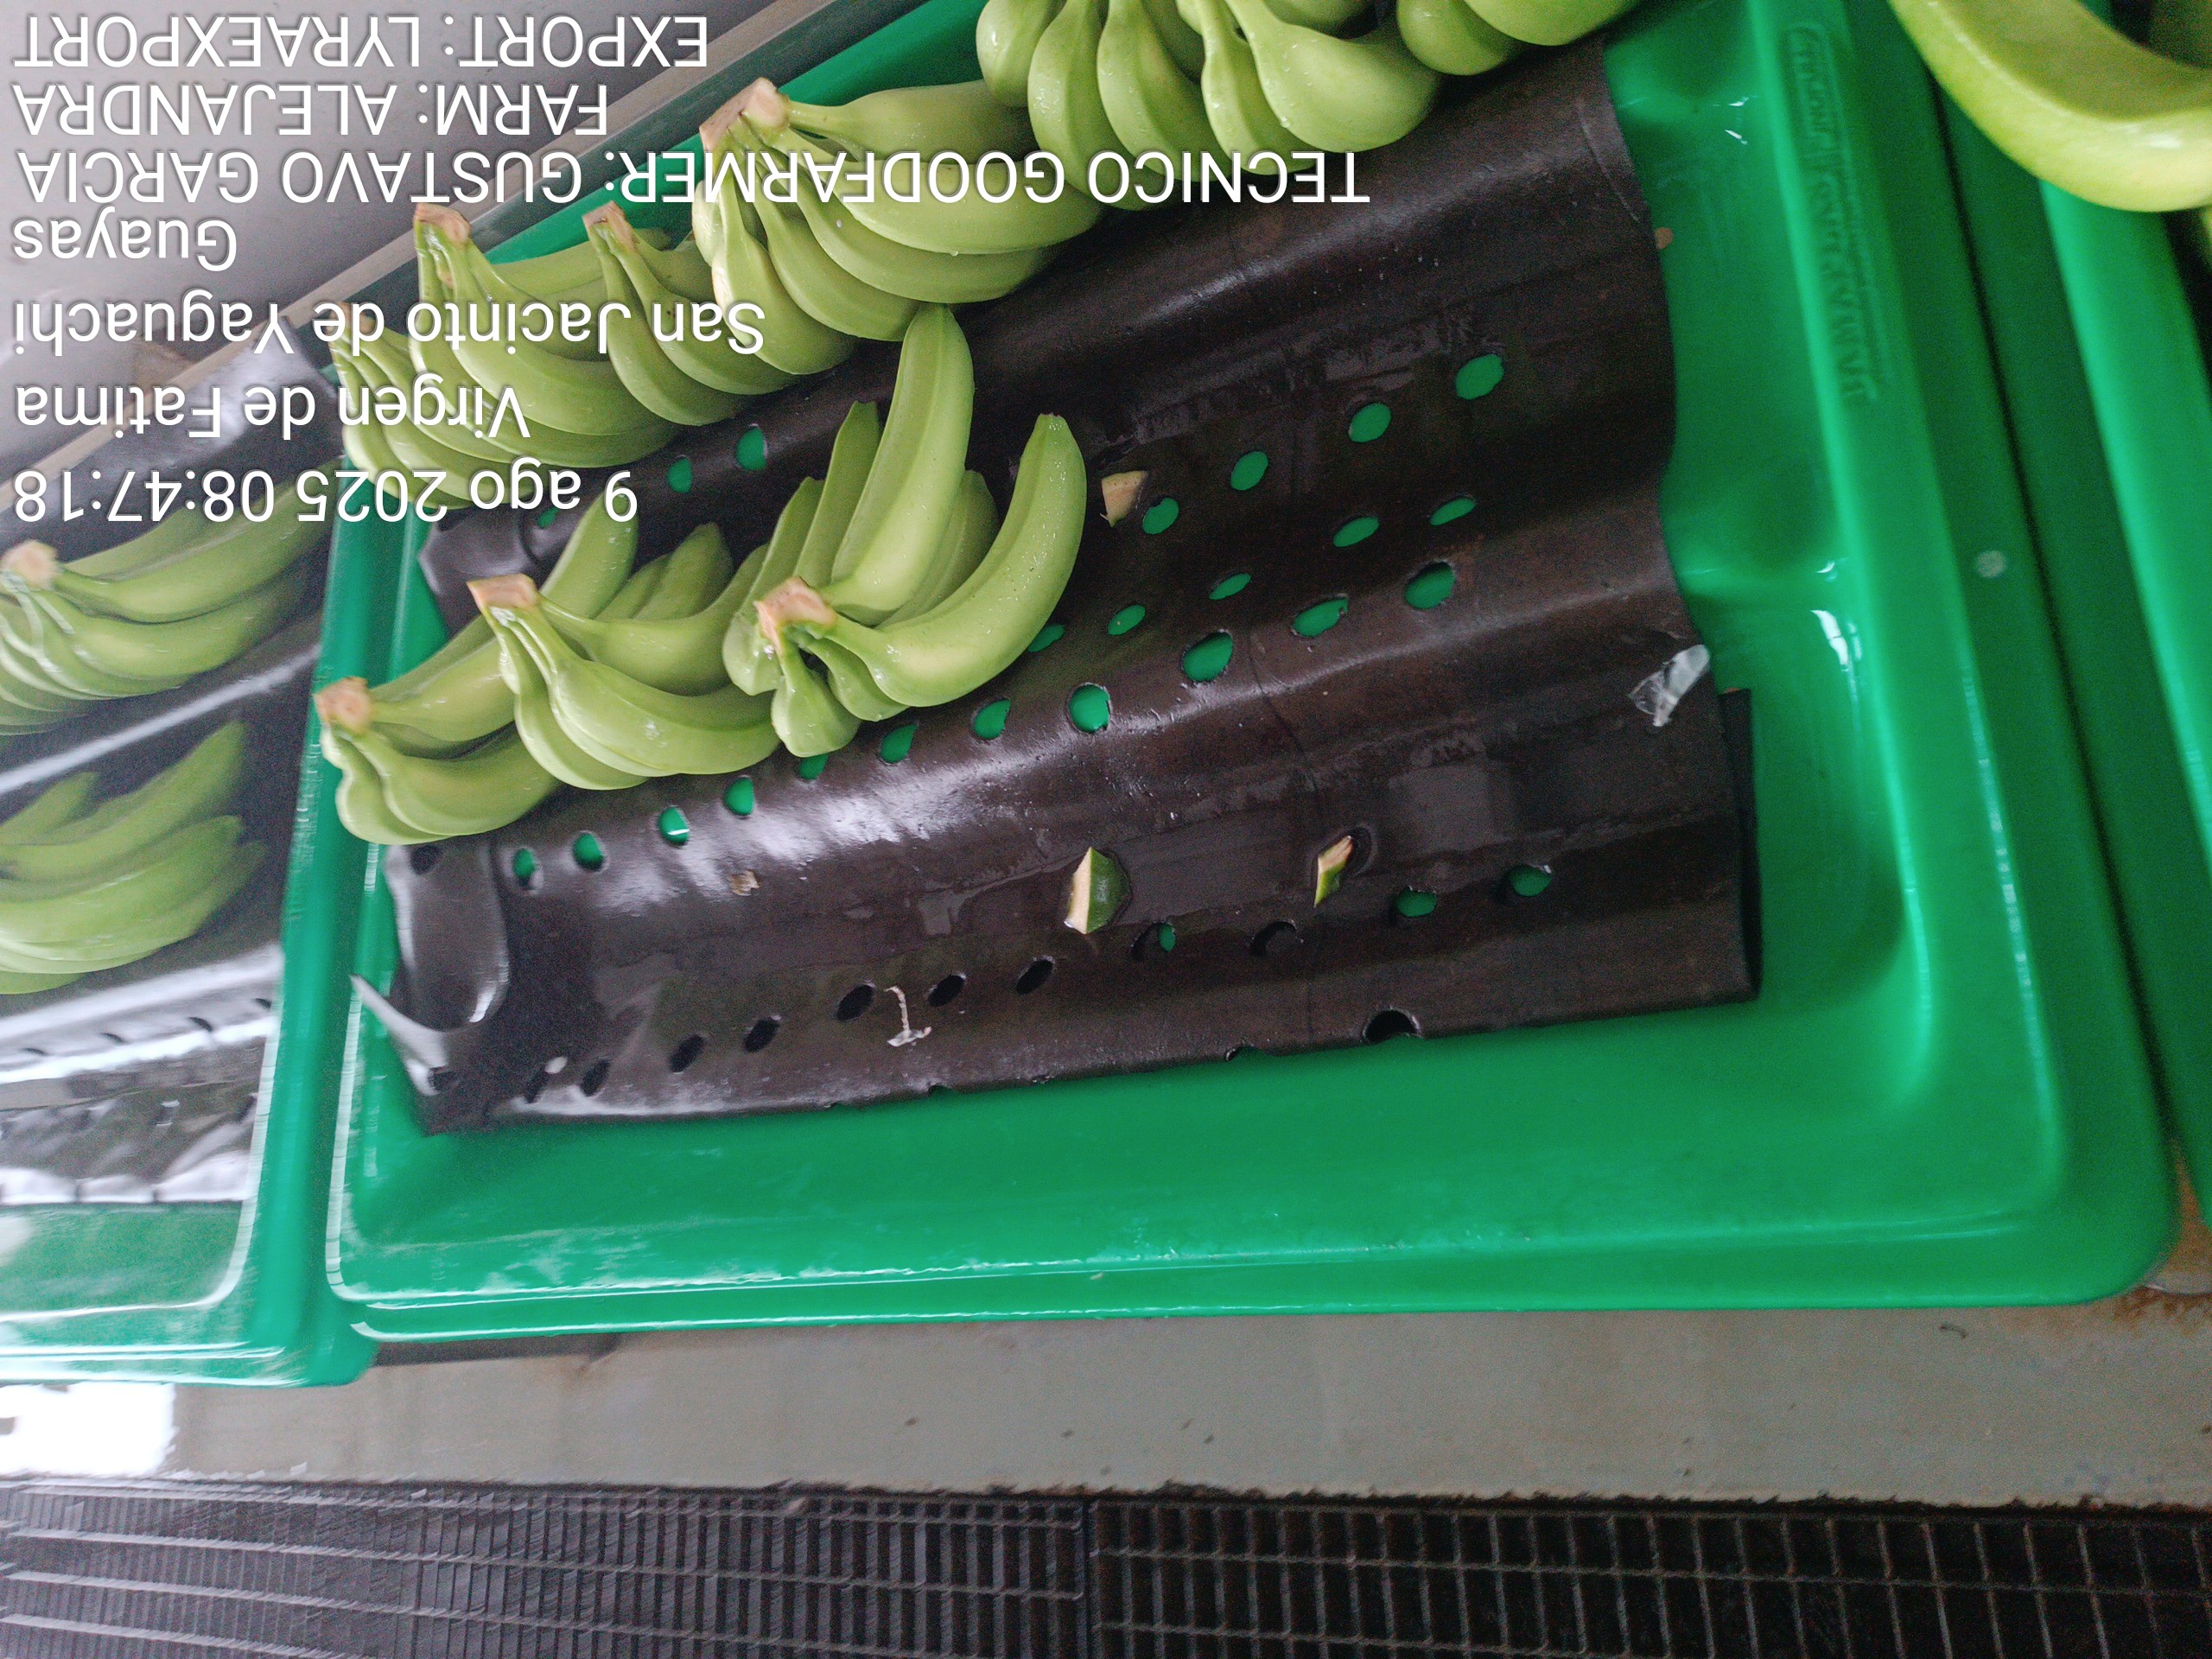 9 ago 2025 08:47:18
Virgen de Fatima
San Jacinto de Yaguachi
Guayas
TECNICO GOODFARMER: GUSTAVO GARCIA
FARM: ALEJANDRA
EXPORT: LYRAEXPORT